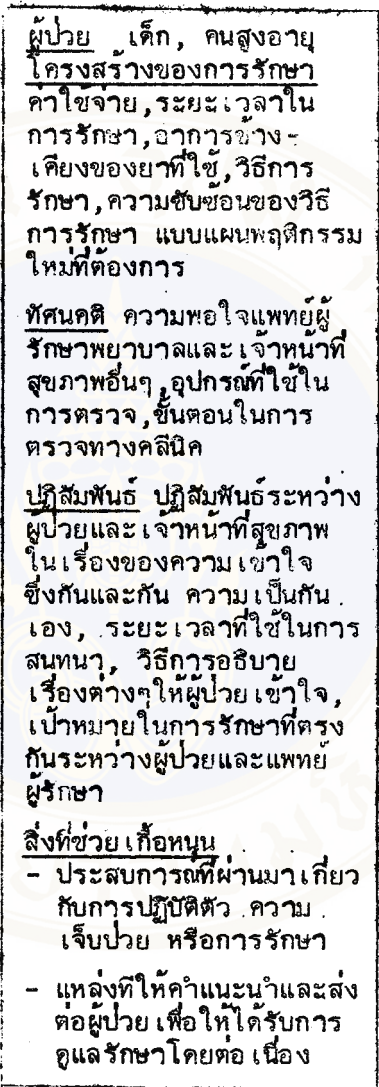 ผู้ป่วย เด็ก, คนสูงอายุ
โครงสร้างของการรักษา
ค่าใช้จ่าย,ระยะเวลาใน
การรักษา,อาการข้าง-
เคียงของยาที่ใช้,วิธีการ
รักษา,ความซับซ้อนของวิธี
การรักษา แบบแผนพฤติกรรม
ใหม่ที่ต้องการ
ทัศนคติ ความพอใจแพทย์ผู้
รักษาพยาบาลและเจ้าหน้าที่
สุขภาพอื่นๆ,อุปกรณ์ที่ใช้ใน
การตรวจ,ขั้นตอนในการ
ตรวจทางคลีนิค
ปฏิสัมพันธ์ ปฏิสัมพันธ์ระหว่าง
ผู้ป่วยและเจ้าหน้าที่สุขภาพ
ในเรื่องของความเข้าใจ
ซึ่งกันและกัน ความเป็นกัน
เอง, ระยะเวลาที่ใช้ในการ
สนทนา, วิธีการอธิบาย
เรื่องต่างๆให้ผู้ป่วยเข้าใจ,
เป้าหมายในการรักษาที่ตรง
กันระหว่างผู้ป่วยและแพทย์
ผู้รักษา
สิ่งที่ช่วยเกื้อหนุน
- ประสบการณ์ที่ผ่านมาเกี่ยว
กับการปฏิบัติตัว ความ
เจ็บป่วย หรือการรักษา
- แหล่งที่ให้คำแนะนำและส่ง
ต่อผู้ป่วยเพื่อให้ได้รับการ
ดูแลรักษาโดยต่อเนื่อง